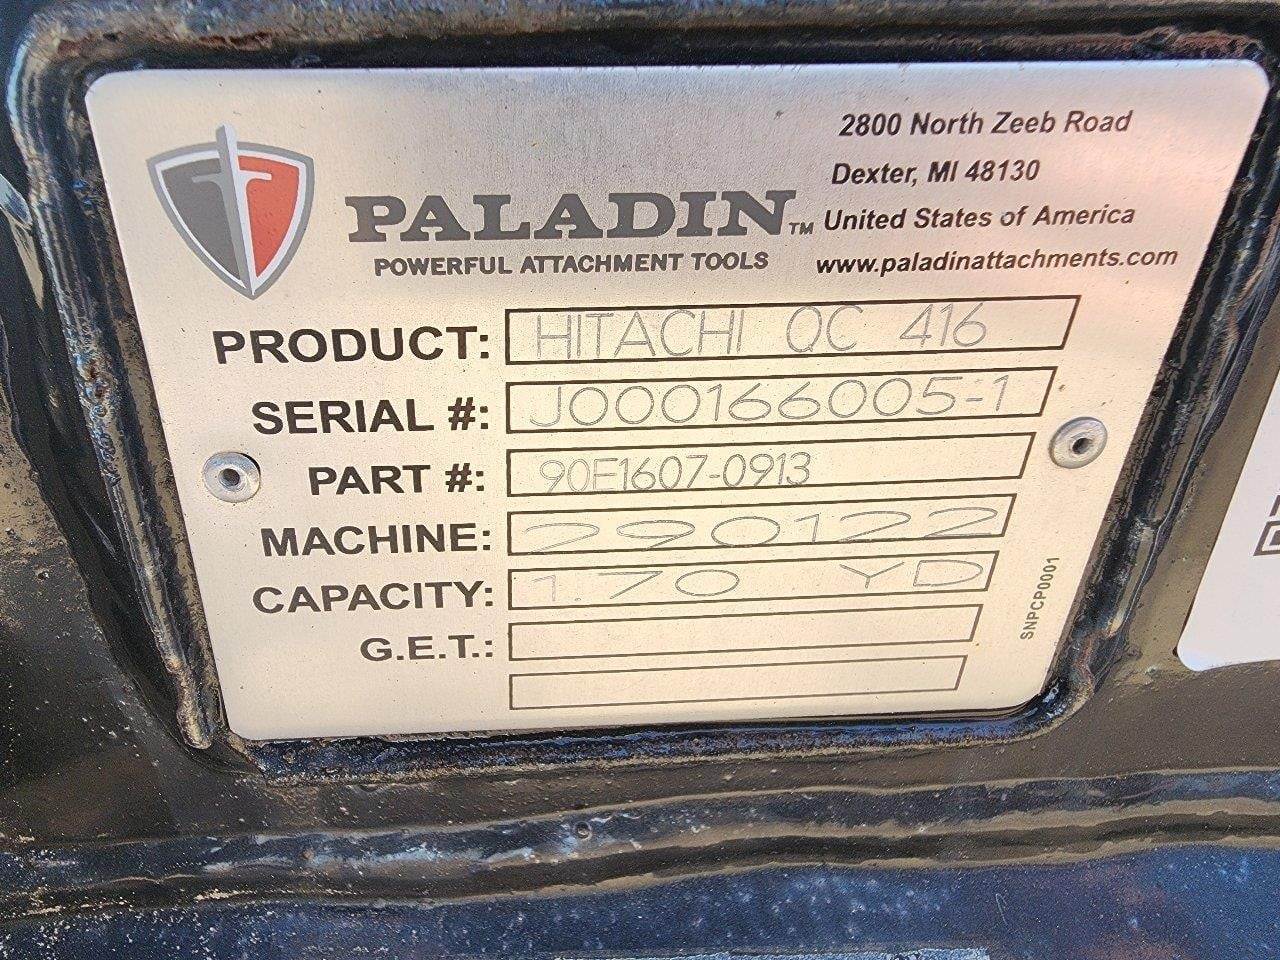 PALADIN™
POWERFUL ATTACHMENT TOOLS
2800 North Zeeb Road
Dexter, MI 48130
United States of America
www.paladinattachments.com
PRODUCT: HITACHI QC 416
SERIAL #: J000166005-1
PART #: 90F1607-0913
MACHINE: 290122
CAPACITY: 1.70 YD
G.E.T.:
SNPCP0001